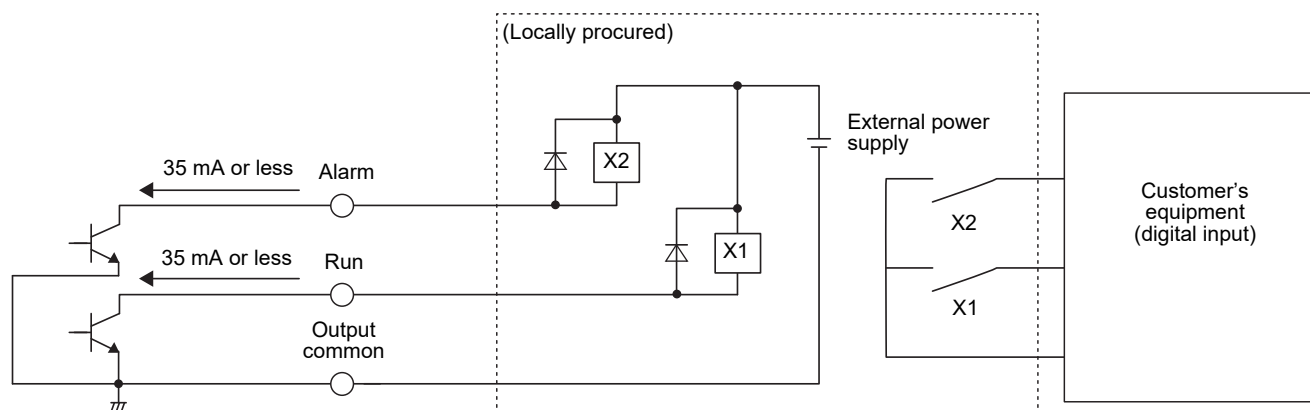 (Locally procured)
External power
supply
X2
35 mA or less
Alarm
X1
35 mA or less
Run
Output
common
X2
X1
Customer's
equipment
(digital input)